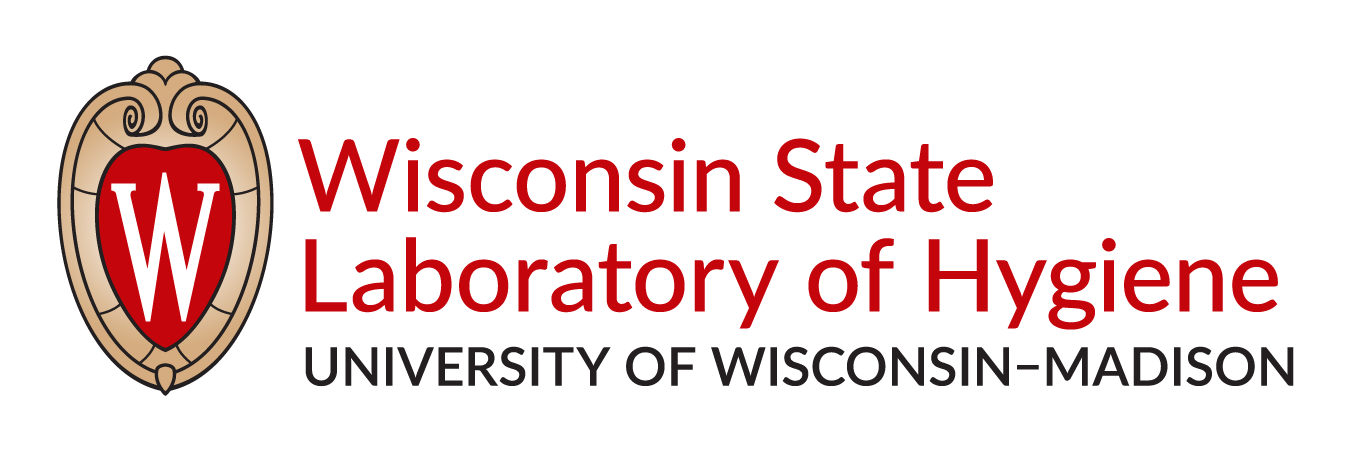 W
Wisconsin State
Laboratory of Hygiene
UNIVERSITY OF WISCONSIN–MADISON